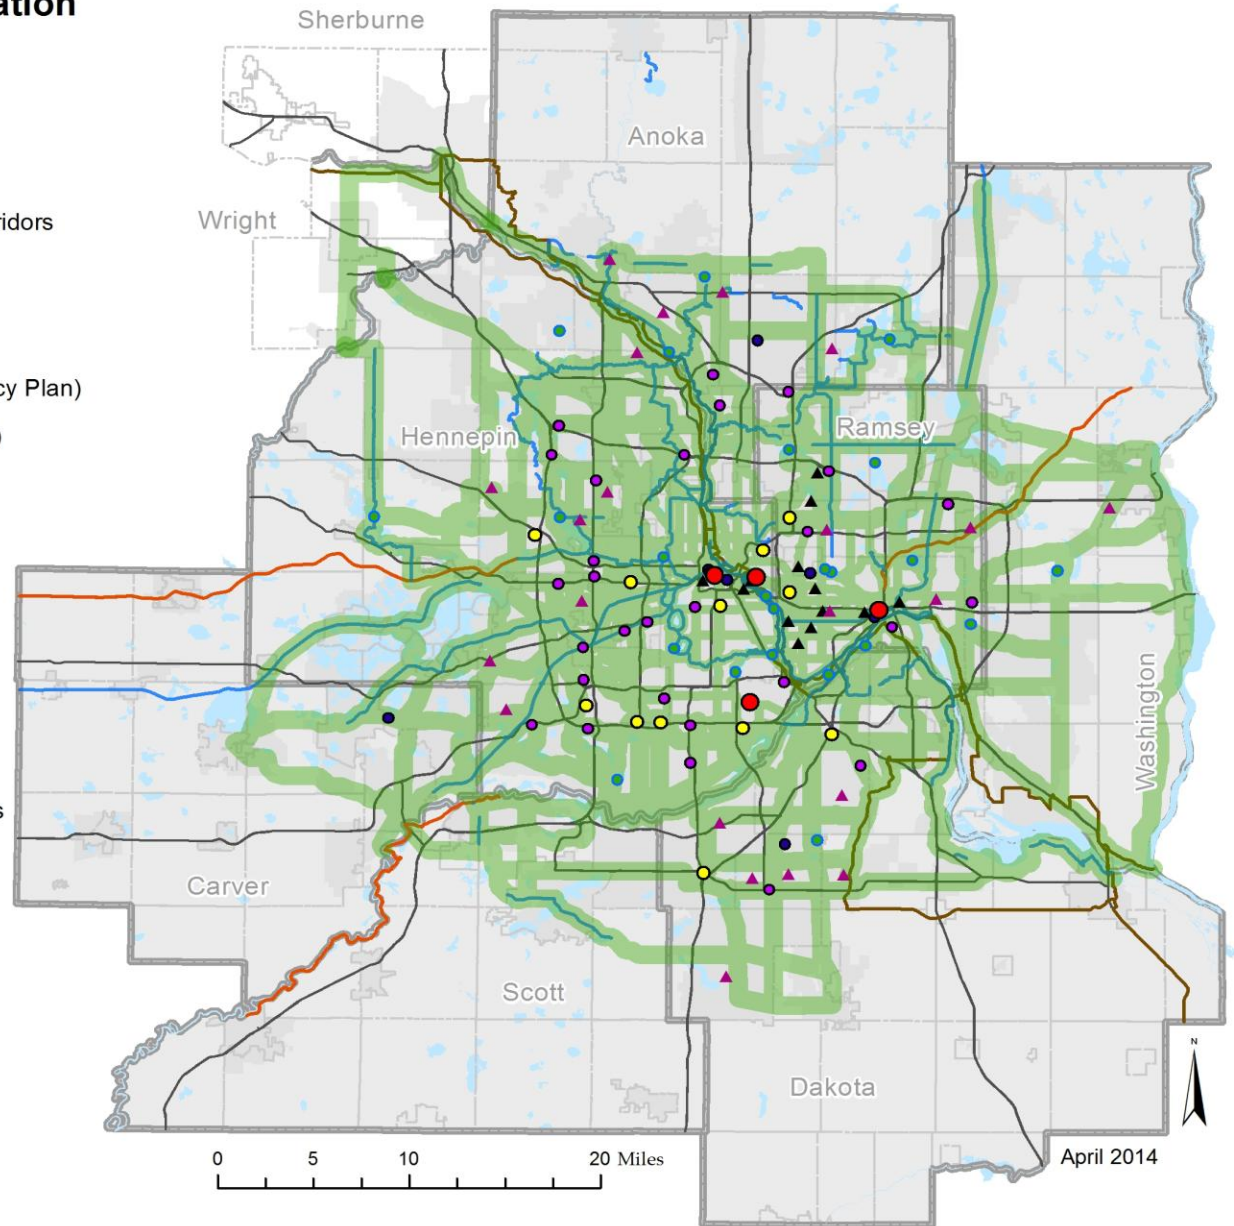 ation
Sherburne
Anoka
Wright
ridors
cy Plan)
)
Hennepin
Ramsey
Washington
s
Carver
Scott
Dakota
N
0 5 10 20 Miles
April 2014